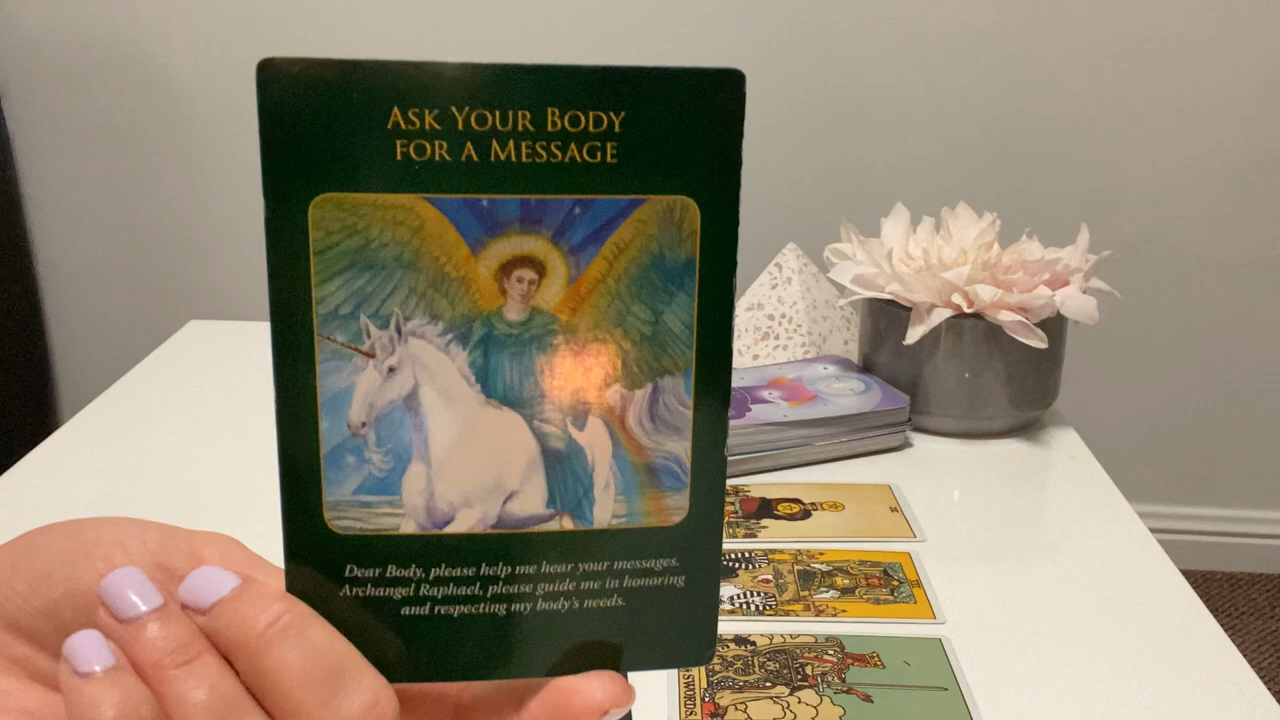 ASK YOUR BODY
FOR A MESSAGE
Dear Body, please help me hear your messages.
Archangel Raphael, please guide me in honoring
and respecting my body's needs.
SWORDS.